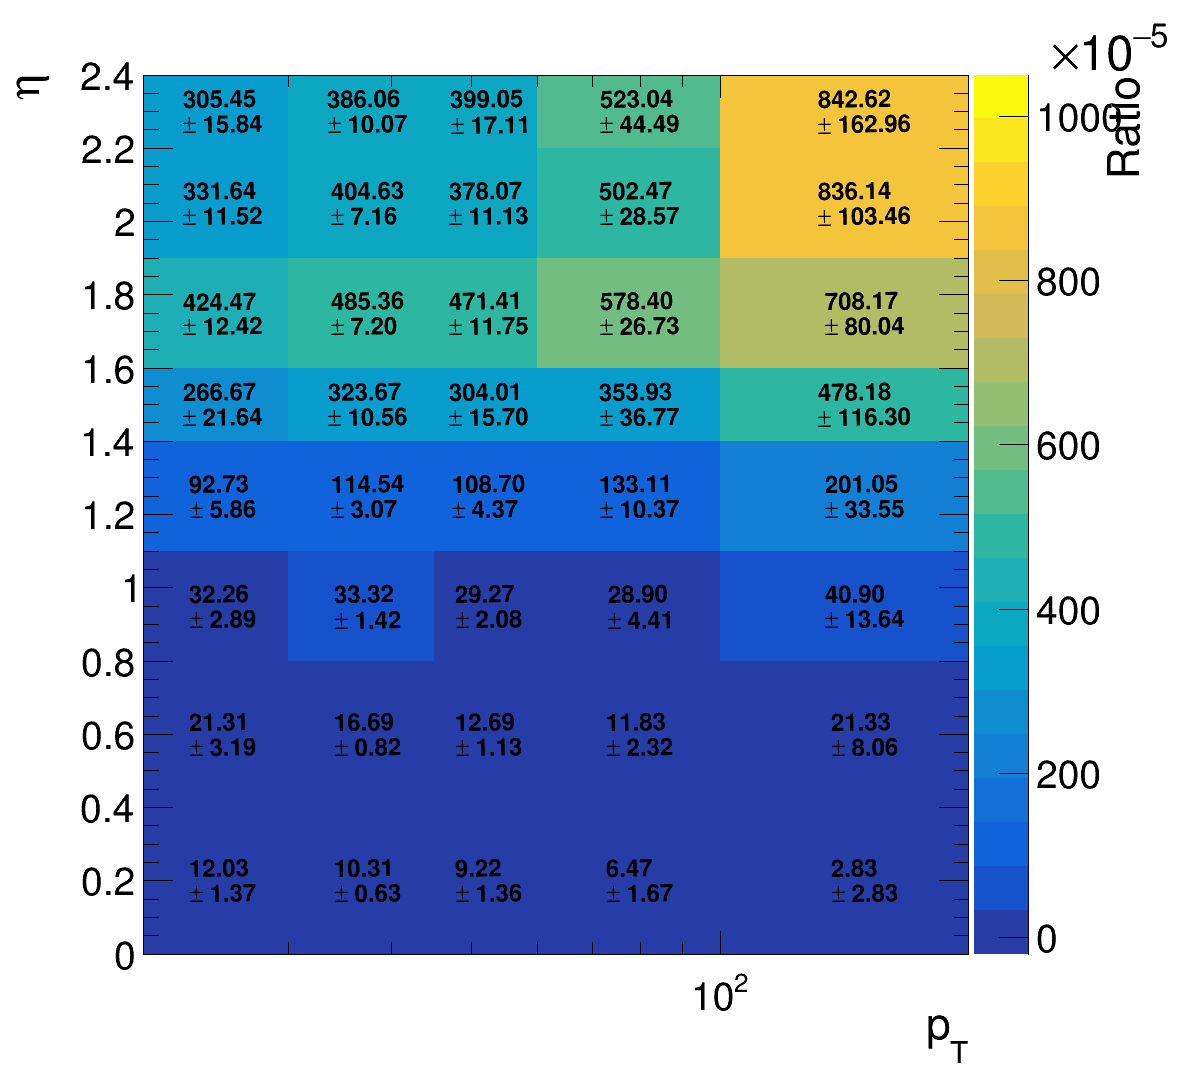 ×10⁻⁵
η
Ratio
2.4
2.2
2
1.8
1.6
1.4
1.2
1
0.8
0.6
0.4
0.2
0
305.45 386.06 399.05 523.04 842.62
± 15.84 ± 10.07 ± 17.11 ± 44.49 ± 162.96
331.64 404.63 378.07 502.47 836.14
± 11.52 ± 7.16 ± 11.13 ± 28.57 ± 103.46
424.47 485.36 471.41 578.40 708.17
± 12.42 ± 7.20 ± 11.75 ± 26.73 ± 80.04
266.67 323.67 304.01 353.93 478.18
± 21.64 ± 10.56 ± 15.70 ± 36.77 ± 116.30
92.73 114.54 108.70 133.11 201.05
± 5.86 ± 3.07 ± 4.37 ± 10.37 ± 33.55
32.26 33.32 29.27 28.90 40.90
± 2.89 ± 1.42 ± 2.08 ± 4.41 ± 13.64
21.31 16.69 12.69 11.83 21.33
± 3.19 ± 0.82 ± 1.13 ± 2.32 ± 8.06
12.03 10.31 9.22 6.47 2.83
± 1.37 ± 0.63 ± 1.36 ± 1.67 ± 2.83
1000
800
600
400
200
0
10²
p_T